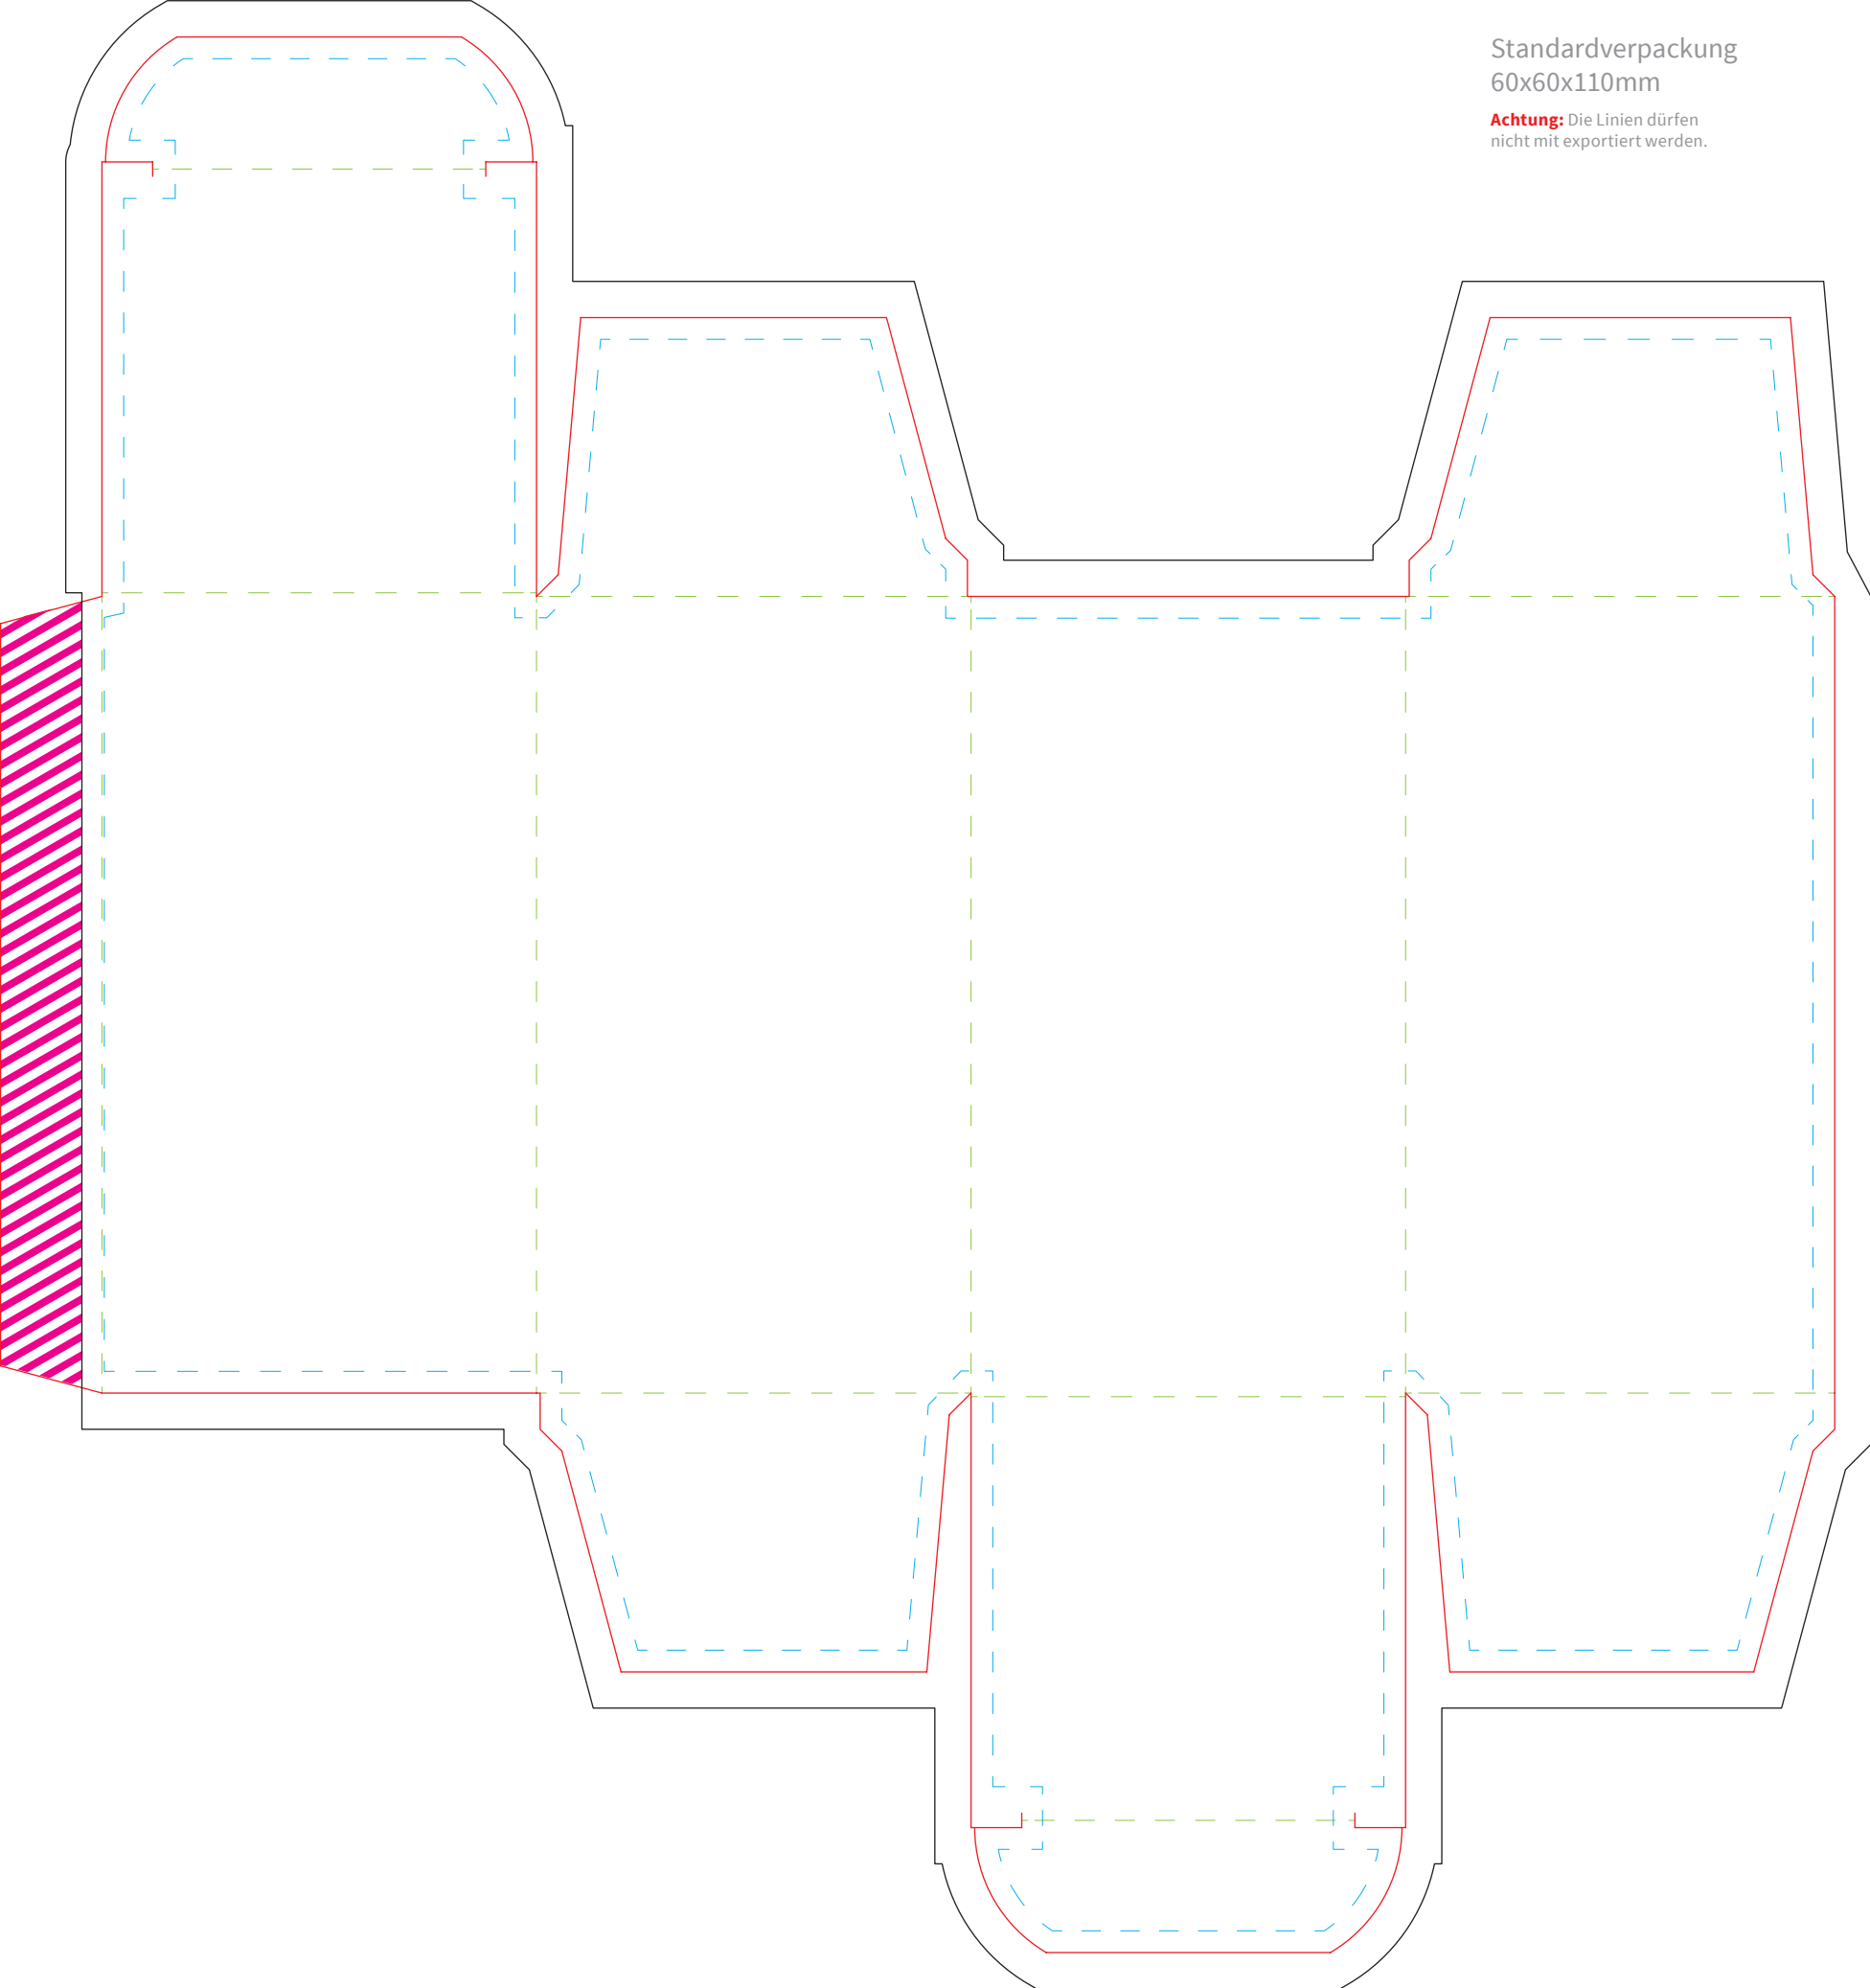 Standardverpackung
60x60x110mm
Achtung: Die Linien dürfen
nicht mit exportiert werden.